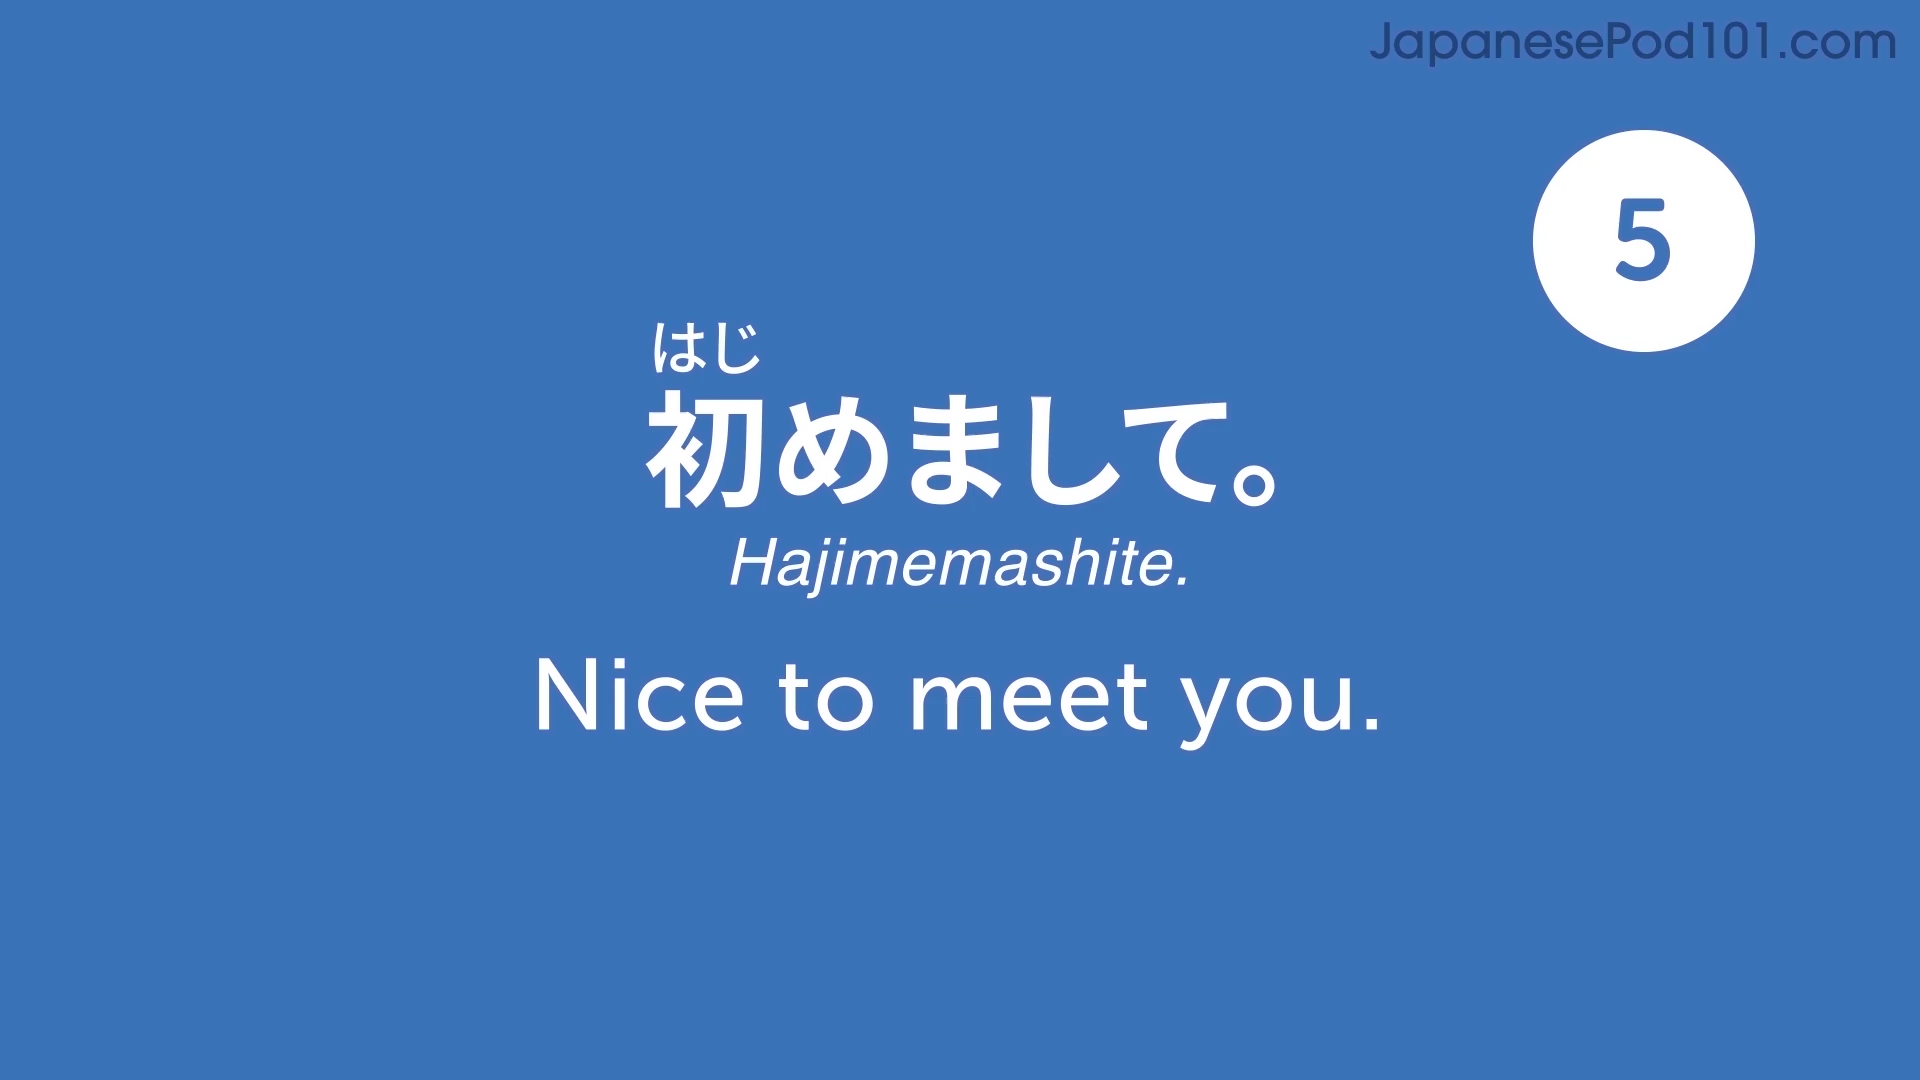 JapanesePod101.com
5
はじ
初めまして。
Hajimemashite.
Nice to meet you.